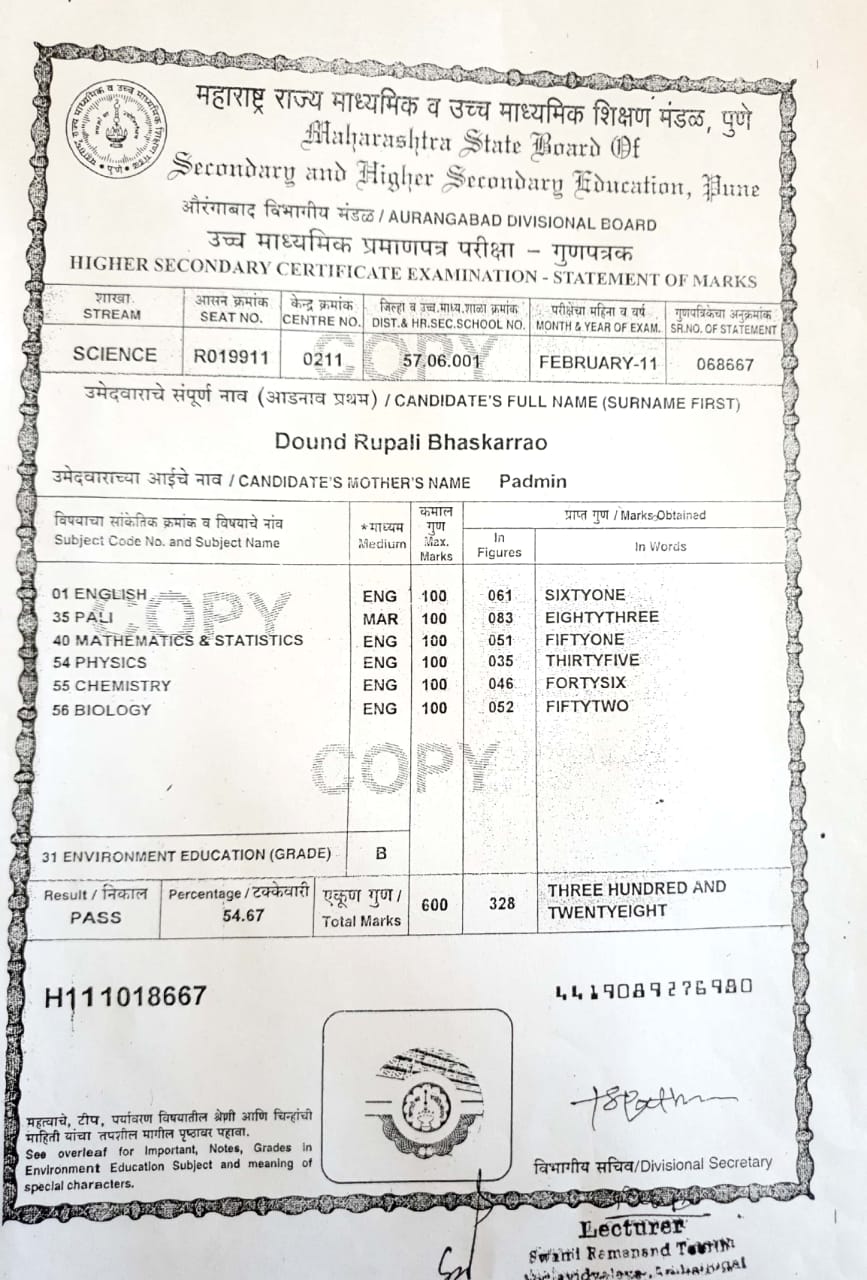 महाराष्ट्र राज्य माध्यमिक व उच्च माध्यमिक शिक्षण मंडळ, पुणे
Maharashtra State Board Of
Secondary and Higher Secondary Education, Pune
औरंगाबाद विभागीय मंडळ / AURANGABAD DIVISIONAL BOARD
उच्च माध्यमिक प्रमाणपत्र परीक्षा – गुणपत्रक
HIGHER SECONDARY CERTIFICATE EXAMINATION - STATEMENT OF MARKS
शाखा आसन क्रमांक केन्द्र क्रमांक जिल्हा व उच्च.माध्य.शाळा क्रमांक परीक्षेचा महिना व वर्ष गुणपत्रिकेचा अनुक्रमांक
STREAM SEAT NO. CENTRE NO. DIST.& HR.SEC.SCHOOL NO. MONTH & YEAR OF EXAM. SR.NO. OF STATEMENT
COPY
SCIENCE R019911 0211 57.06.001 FEBRUARY-11 068667
उमेदवाराचे संपूर्ण नाव (आडनाव प्रथम) / CANDIDATE'S FULL NAME (SURNAME FIRST)
Dound Rupali Bhaskarrao
उमेदवाराच्या आईचे नाव / CANDIDATE'S MOTHER'S NAME Padmin
विषयाचा सांकेतिक क्रमांक व विषयाचे नांव
Subject Code No. and Subject Name
*माध्यम
Medium
कमाल
गुण
Max.
Marks
प्राप्त गुण / Marks Obtained
In
Figures
In Words
01 ENGLISH ENG 100 061 SIXTYONE
COPY
35 PALI MAR 100 083 EIGHTYTHREE
40 MATHEMATICS & STATISTICS ENG 100 051 FIFTYONE
54 PHYSICS ENG 100 035 THIRTYFIVE
55 CHEMISTRY ENG 100 046 FORTYSIX
56 BIOLOGY ENG 100 052 FIFTYTWO
COPY
31 ENVIRONMENT EDUCATION (GRADE) B
Result / निकाल
PASS
Percentage / टक्केवारी
54.67
एकूण गुण /
Total Marks
600 328
THREE HUNDRED AND
TWENTYEIGHT
H111018667
4419089276980
महत्वाचे, टीप, पर्यावरण विषयातील श्रेणी आणि चिन्हांची
माहिती यांचा तपशील मागील पृष्ठावर पहावा.
See overleaf for Important, Notes, Grades in
Environment Education Subject and meaning of
special characters.
विभागीय सचिव/Divisional Secretary
Lecturer
Swami Ramanand